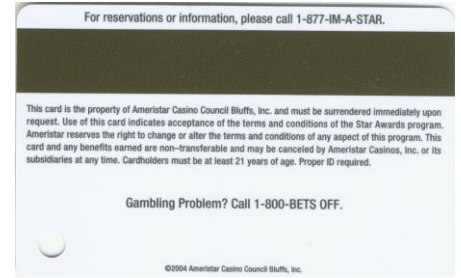 For reservations or information, please call 1-877-IM-A-STAR.
This card is the property of Ameristar Casino Council Bluffs, Inc. and must be surrendered immediately upon
request. Use of this card indicates acceptance of the terms and conditions of the Star Awards program.
Ameristar reserves the right to change or alter the terms and conditions of any aspect of this program. This
card and any benefits earned are non-transferable and may be canceled by Ameristar Casinos, Inc. or its
subsidiaries at any time. Cardholders must be at least 21 years of age. Proper ID required.
Gambling Problem? Call 1-800-BETS OFF.
©2004 Ameristar Casino Council Bluffs, Inc.